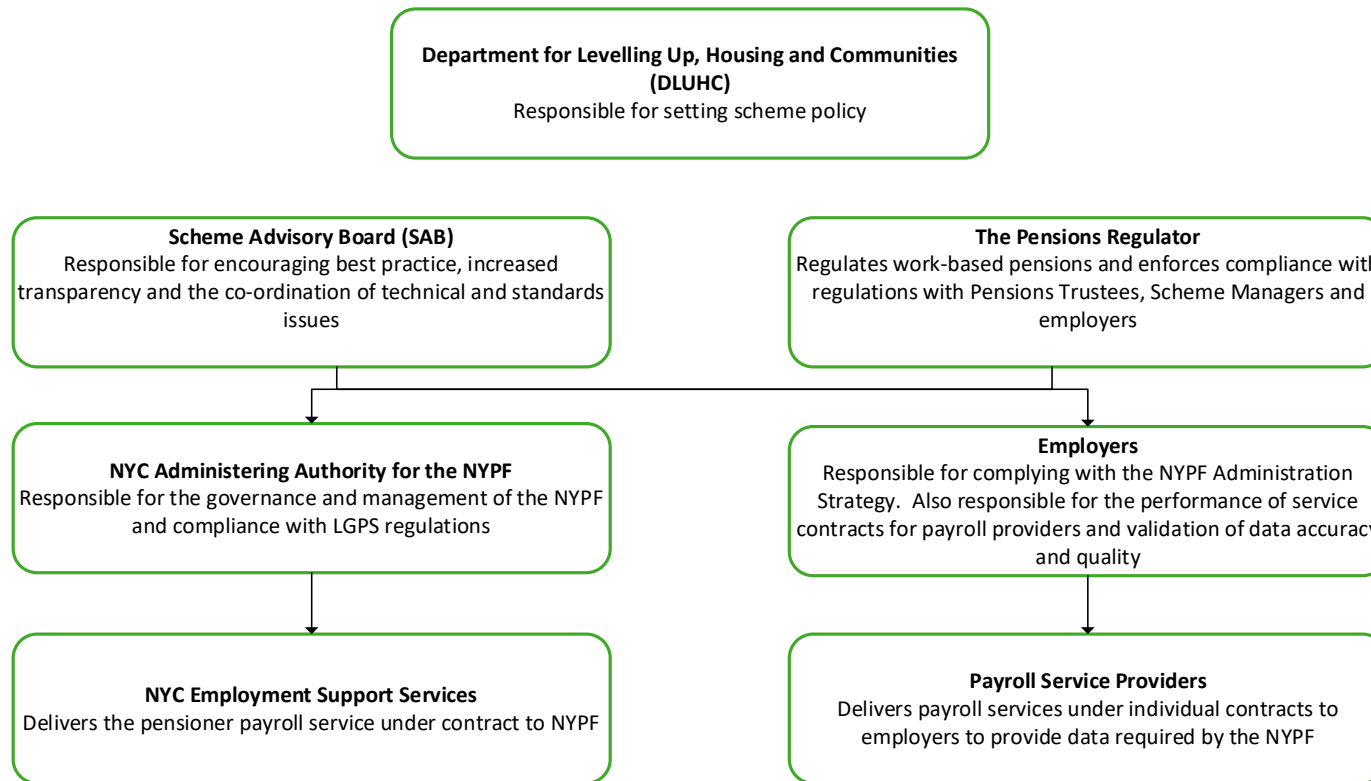 Department for Levelling Up, Housing and Communities
(DLUHC)
Responsible for setting scheme policy
Scheme Advisory Board (SAB)
Responsible for encouraging best practice, increased
transparency and the co-ordination of technical and standards
issues
The Pensions Regulator
Regulates work-based pensions and enforces compliance with
regulations with Pensions Trustees, Scheme Managers and
employers
NYC Administering Authority for the NYPF
Responsible for the governance and management of the NYPF
and compliance with LGPS regulations
Employers
Responsible for complying with the NYPF Administration
Strategy.  Also responsible for the performance of service
contracts for payroll providers and validation of data accuracy
and quality
NYC Employment Support Services
Delivers the pensioner payroll service under contract to NYPF
Payroll Service Providers
Delivers payroll services under individual contracts to
employers to provide data required by the NYPF